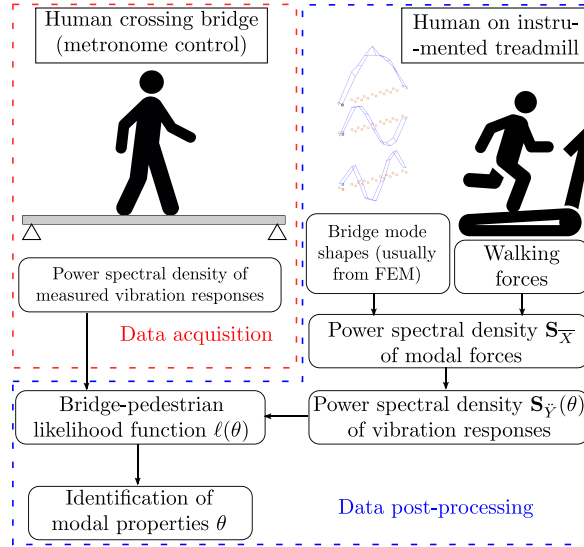 Human crossing bridge
(metronome control)
Human on instru-
-mented treadmill
Bridge mode
shapes (usually
from FEM)
Walking
forces
Power spectral density of
measured vibration responses
Data acquisition
Power spectral density S_X̅
of modal forces
Bridge-pedestrian
likelihood function ℓ(θ)
Power spectral density S_Ÿ(θ)
of vibration responses
Identification of
modal properties θ
Data post-processing